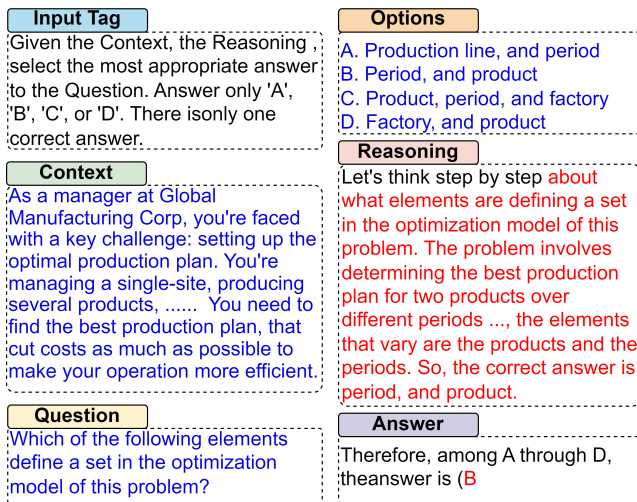 Input Tag
Given the Context, the Reasoning ,
select the most appropriate answer
to the Question. Answer only 'A',
'B', 'C', or 'D'. There isonly one
correct answer.
Context
As a manager at Global
Manufacturing Corp, you're faced
with a key challenge: setting up the
optimal production plan. You're
managing a single-site, producing
several products, ...... You need to
find the best production plan, that
cut costs as much as possible to
make your operation more efficient.
Question
Which of the following elements
define a set in the optimization
model of this problem?
Options
A. Production line, and period
B. Period, and product
C. Product, period, and factory
D. Factory, and product
Reasoning
Let's think step by step about
what elements are defining a set
in the optimization model of this
problem. The problem involves
determining the best production
plan for two products over
different periods ..., the elements
that vary are the products and the
periods. So, the correct answer is
period, and product.
Answer
Therefore, among A through D,
theanswer is (B